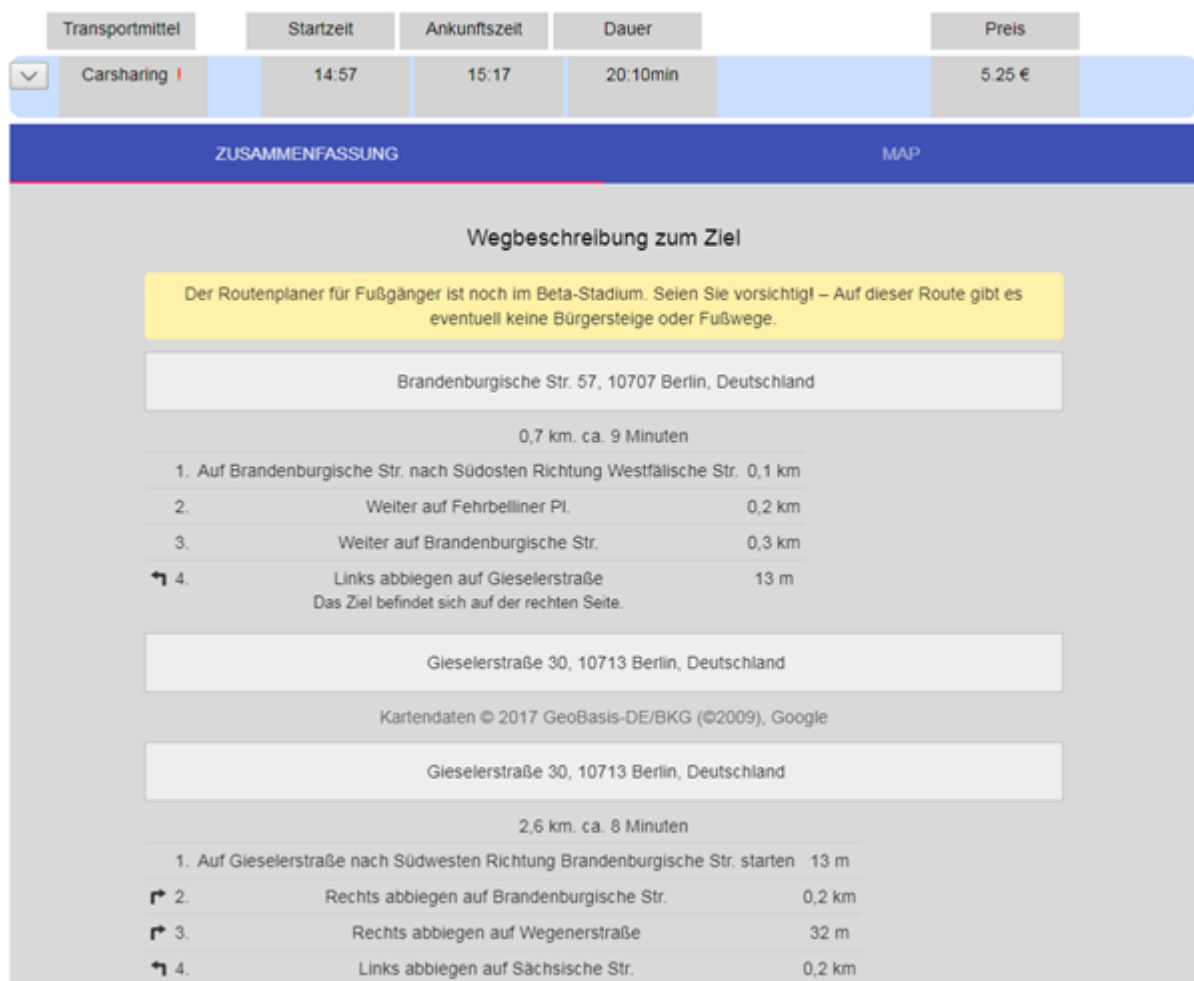 Transportmittel Startzeit Ankunftszeit Dauer Preis
Carsharing ! 14:57 15:17 20:10min 5.25 €
ZUSAMMENFASSUNG MAP
Wegbeschreibung zum Ziel
Der Routenplaner für Fußgänger ist noch im Beta-Stadium. Seien Sie vorsichtig! – Auf dieser Route gibt es
eventuell keine Bürgersteige oder Fußwege.
Brandenburgische Str. 57, 10707 Berlin, Deutschland
0,7 km. ca. 9 Minuten
1. Auf Brandenburgische Str. nach Südosten Richtung Westfälische Str. 0,1 km
2. Weiter auf Fehrbelliner Pl. 0,2 km
3. Weiter auf Brandenburgische Str. 0,3 km
4. Links abbiegen auf Gieselerstraße 13 m
Das Ziel befindet sich auf der rechten Seite.
Gieselerstraße 30, 10713 Berlin, Deutschland
Kartendaten © 2017 GeoBasis-DE/BKG (©2009), Google
Gieselerstraße 30, 10713 Berlin, Deutschland
2,6 km. ca. 8 Minuten
1. Auf Gieselerstraße nach Südwesten Richtung Brandenburgische Str. starten 13 m
2. Rechts abbiegen auf Brandenburgische Str. 0,2 km
3. Rechts abbiegen auf Wegenerstraße 32 m
4. Links abbiegen auf Sächsische Str. 0,2 km